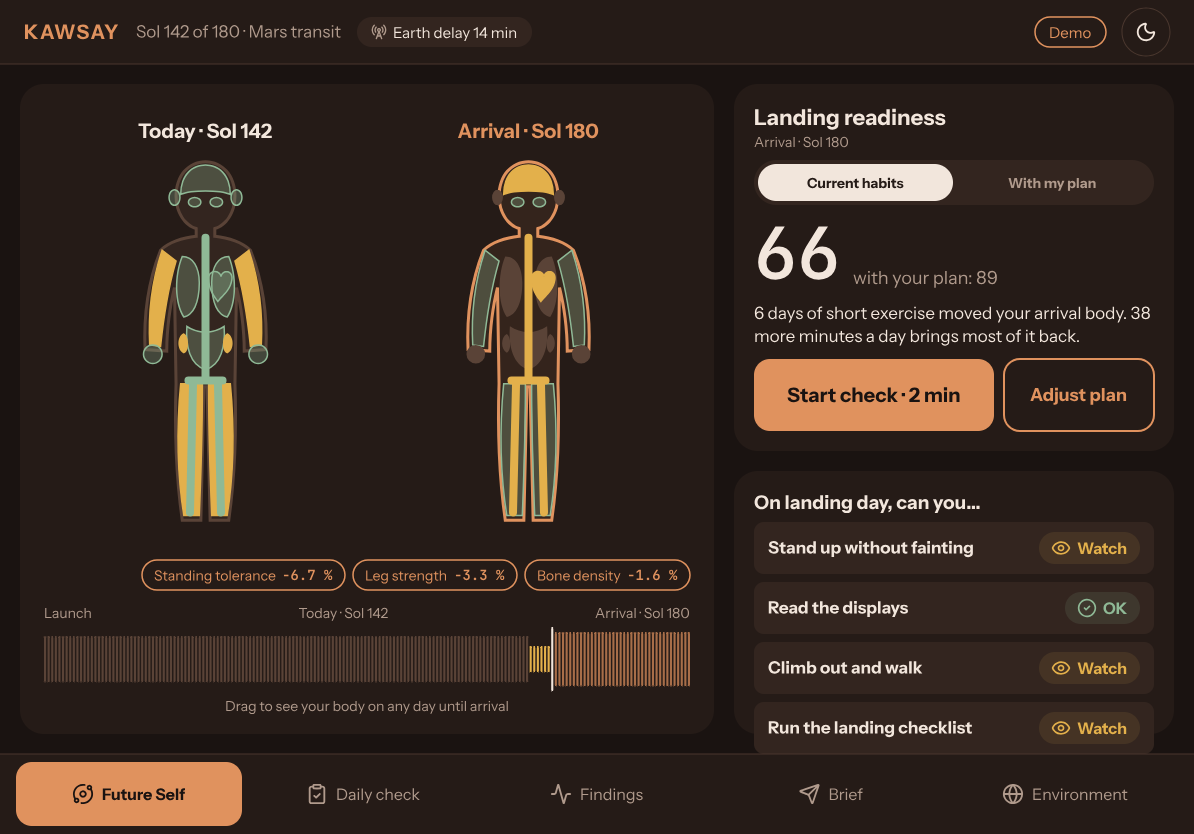 KAWSAY
Sol 142 of 180 · Mars transit
Earth delay 14 min
Demo
Today · Sol 142
Arrival · Sol 180
Standing tolerance -6.7 %
Leg strength -3.3 %
Bone density -1.6 %
Launch
Today · Sol 142
Arrival · Sol 180
Drag to see your body on any day until arrival
Landing readiness
Arrival · Sol 180
Current habits
With my plan
66
with your plan: 89
6 days of short exercise moved your arrival body. 38
more minutes a day brings most of it back.
Start check · 2 min
Adjust plan
On landing day, can you...
Stand up without fainting
Watch
Read the displays
OK
Climb out and walk
Watch
Run the landing checklist
Watch
Future Self
Daily check
Findings
Brief
Environment